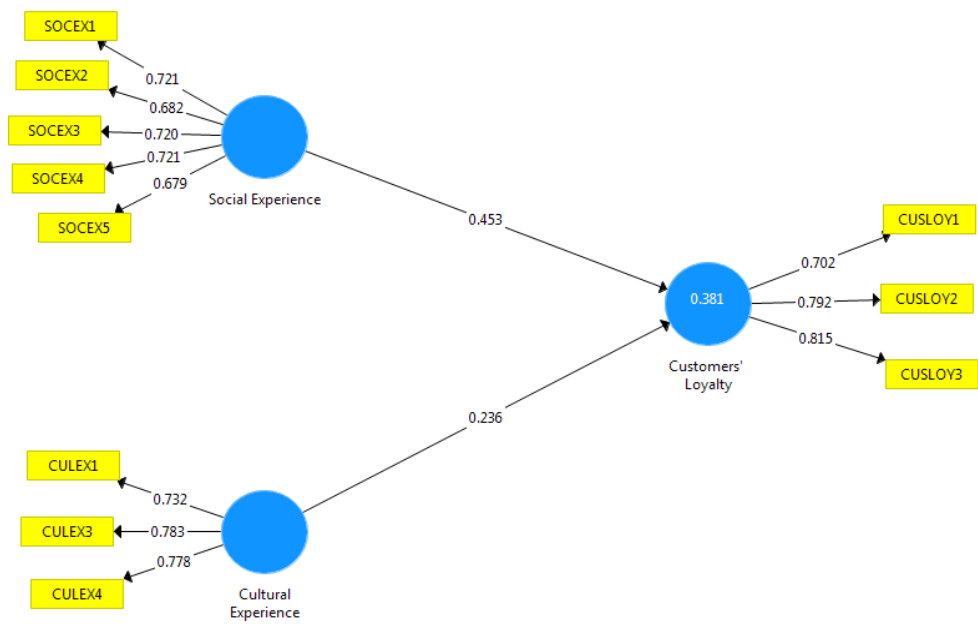 SOCEX1
0.721
SOCEX2
0.682
SOCEX3
0.720
SOCEX4
0.721
0.679
SOCEX5
Social Experience
0.453
CUSLOY1
0.702
0.381
0.792
CUSLOY2
0.815
CUSLOY3
Customers'
Loyalty
0.236
CULEX1
0.732
CULEX3
0.783
0.778
CULEX4
Cultural
Experience